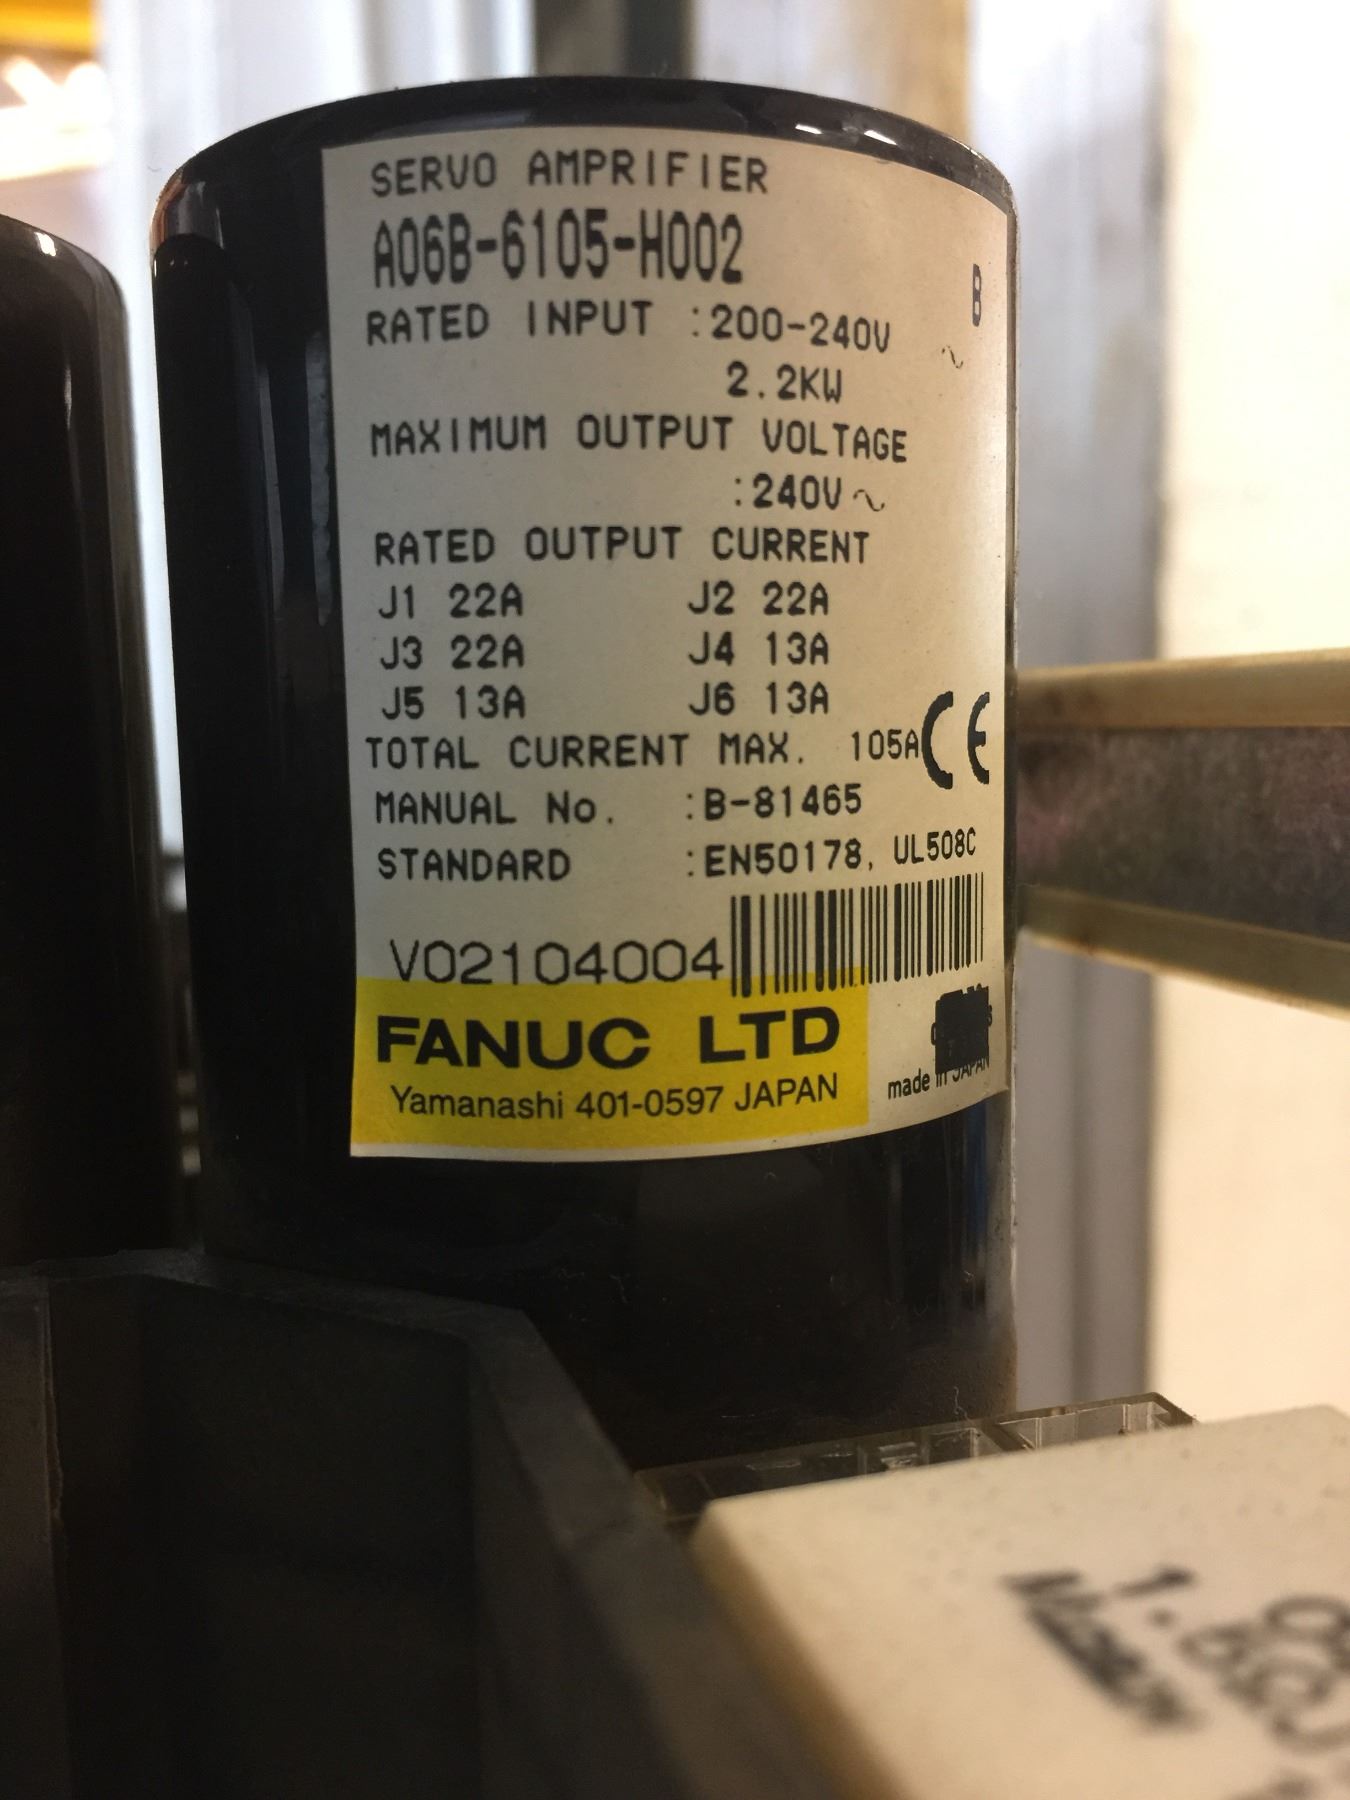 SERVO AMPRIFIER
A06B-6105-H002
B
RATED INPUT :200-240V ~
2.2KW
MAXIMUM OUTPUT VOLTAGE
:240V~
RATED OUTPUT CURRENT
J1 22A J2 22A
J3 22A J4 13A
J5 13A J6 13A
TOTAL CURRENT MAX. 105A CE
MANUAL No. :B-81465
STANDARD :EN50178, UL508C
V02104004
FANUC LTD
Yamanashi 401-0597 JAPAN
made in JAPAN